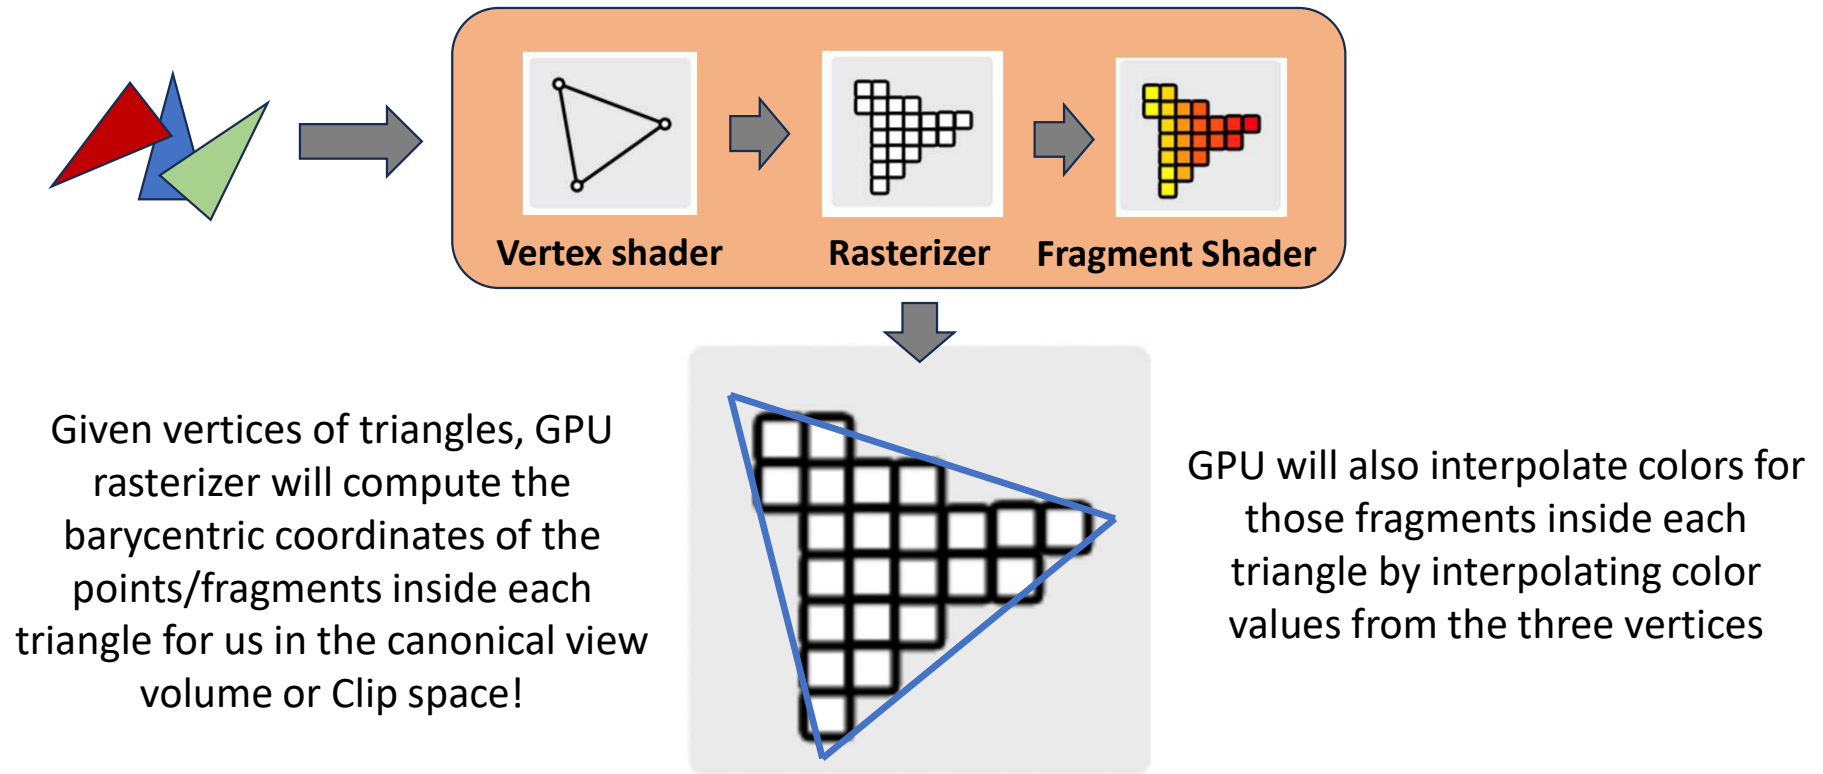 Vertex shader
Rasterizer
Fragment Shader
Given vertices of triangles, GPU
rasterizer will compute the
barycentric coordinates of the
points/fragments inside each
triangle for us in the canonical view
volume or Clip space!
GPU will also interpolate colors for
those fragments inside each
triangle by interpolating color
values from the three vertices